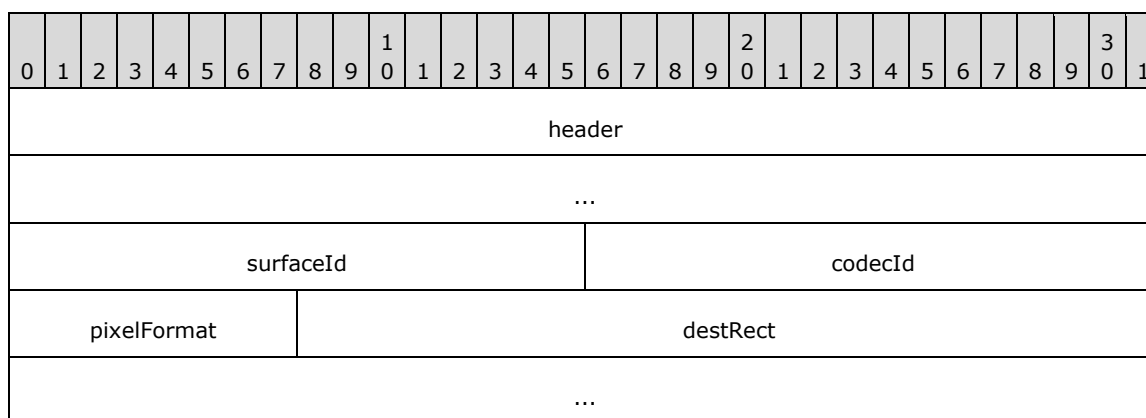 1 2 3
0 1 2 3 4 5 6 7 8 9 0 1 2 3 4 5 6 7 8 9 0 1 2 3 4 5 6 7 8 9 0 1
header
...
surfaceId codecId
pixelFormat destRect
...